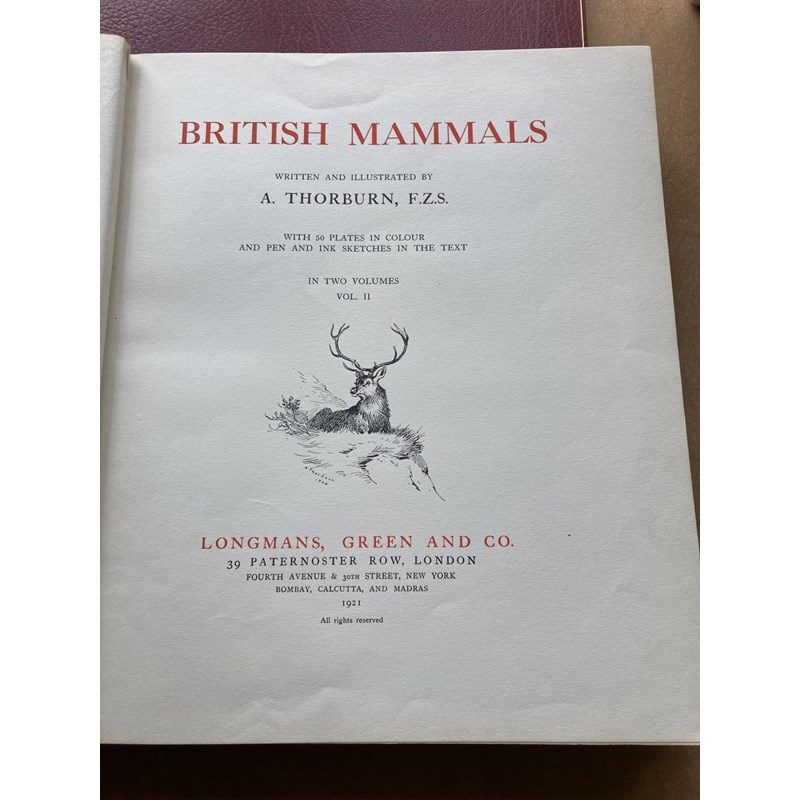 BRITISH MAMMALS
WRITTEN AND ILLUSTRATED BY
A. THORBURN, F.Z.S.
WITH 50 PLATES IN COLOUR
AND PEN AND INK SKETCHES IN THE TEXT
IN TWO VOLUMES
VOL. II
LONGMANS, GREEN AND CO.
39 PATERNOSTER ROW, LONDON
FOURTH AVENUE & 30TH STREET, NEW YORK
BOMBAY, CALCUTTA, AND MADRAS
1921
All rights reserved